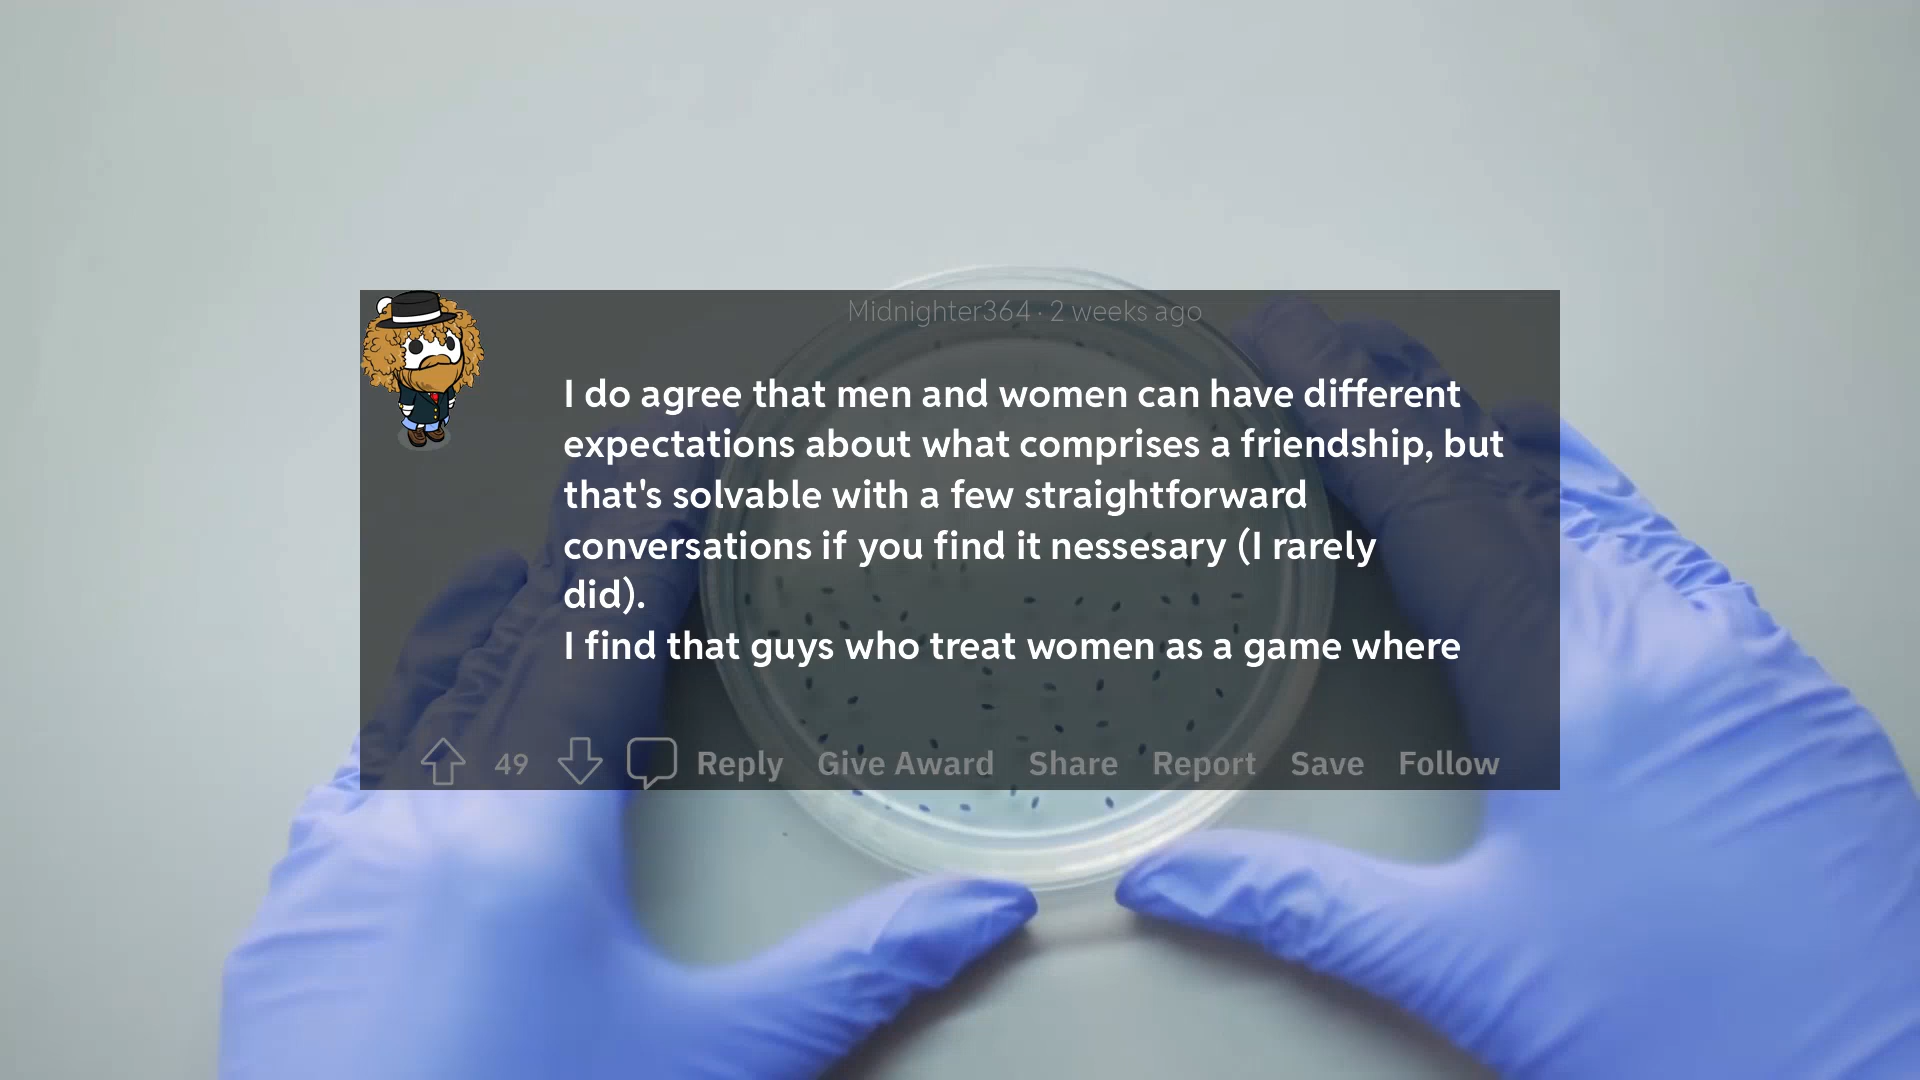 Midnighter364 · 2 weeks ago
I do agree that men and women can have different
expectations about what comprises a friendship, but
that's solvable with a few straightforward
conversations if you find it nessesary (I rarely
did).
I find that guys who treat women as a game where
49 Reply Give Award Share Report Save Follow